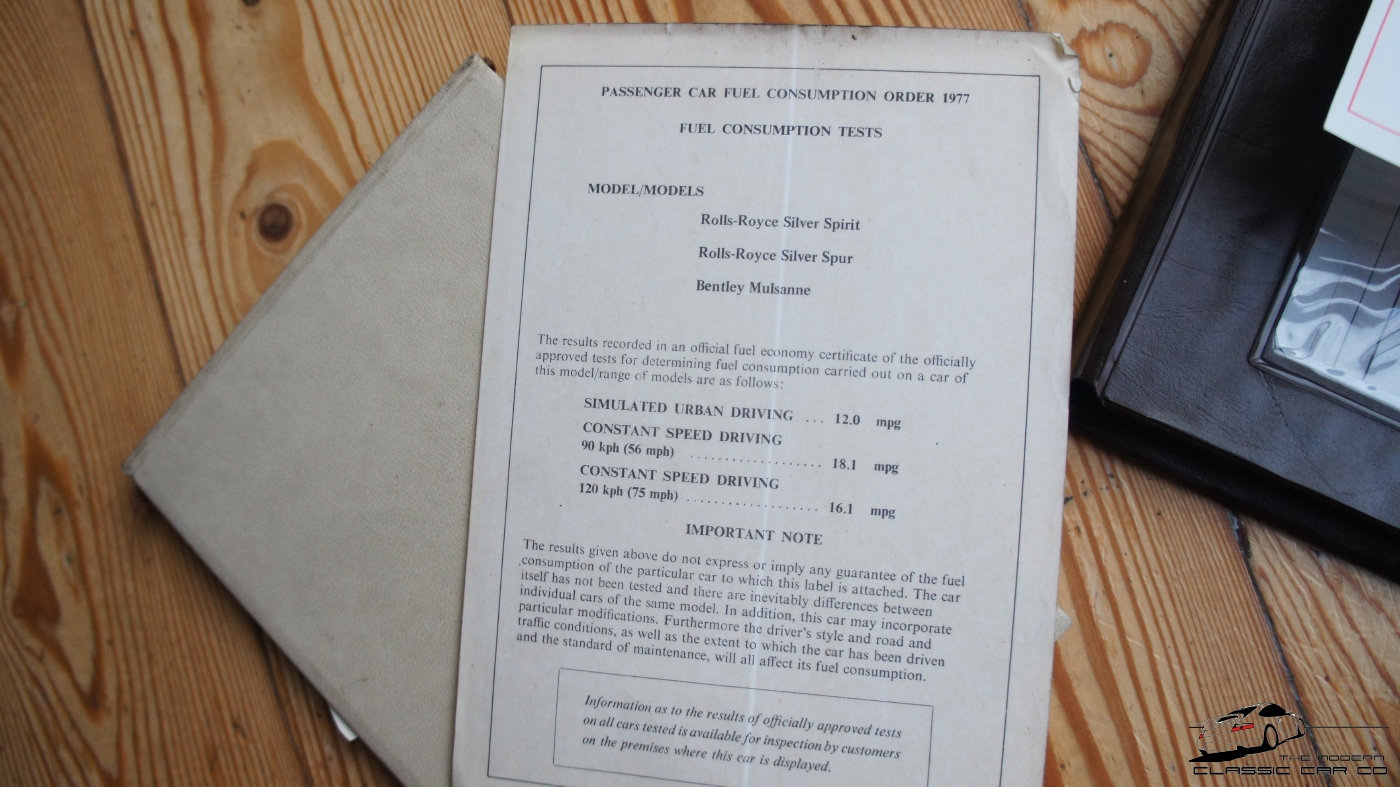 PASSENGER CAR FUEL CONSUMPTION ORDER 1977
FUEL CONSUMPTION TESTS
MODEL/MODELS
Rolls-Royce Silver Spirit
Rolls-Royce Silver Spur
Bentley Mulsanne
The results recorded in an official fuel economy certificate of the officially
approved tests for determining fuel consumption carried out on a car of
this model/range of models are as follows:
SIMULATED URBAN DRIVING ... 12.0 mpg
CONSTANT SPEED DRIVING
90 kph (56 mph) ................... 18.1 mpg
CONSTANT SPEED DRIVING
120 kph (75 mph) ................... 16.1 mpg
IMPORTANT NOTE
The results given above do not express or imply any guarantee of the fuel
consumption of the particular car to which this label is attached. The car
itself has not been tested and there are inevitably differences between
individual cars of the same model. In addition, this car may incorporate
particular modifications. Furthermore the driver's style and road and
traffic conditions, as well as the extent to which the car has been driven
and the standard of maintenance, will all affect its fuel consumption.
Information as to the results of officially approved tests
on all cars tested is available for inspection by customers
on the premises where this car is displayed.
THE MODERN
CLASSIC CAR CO